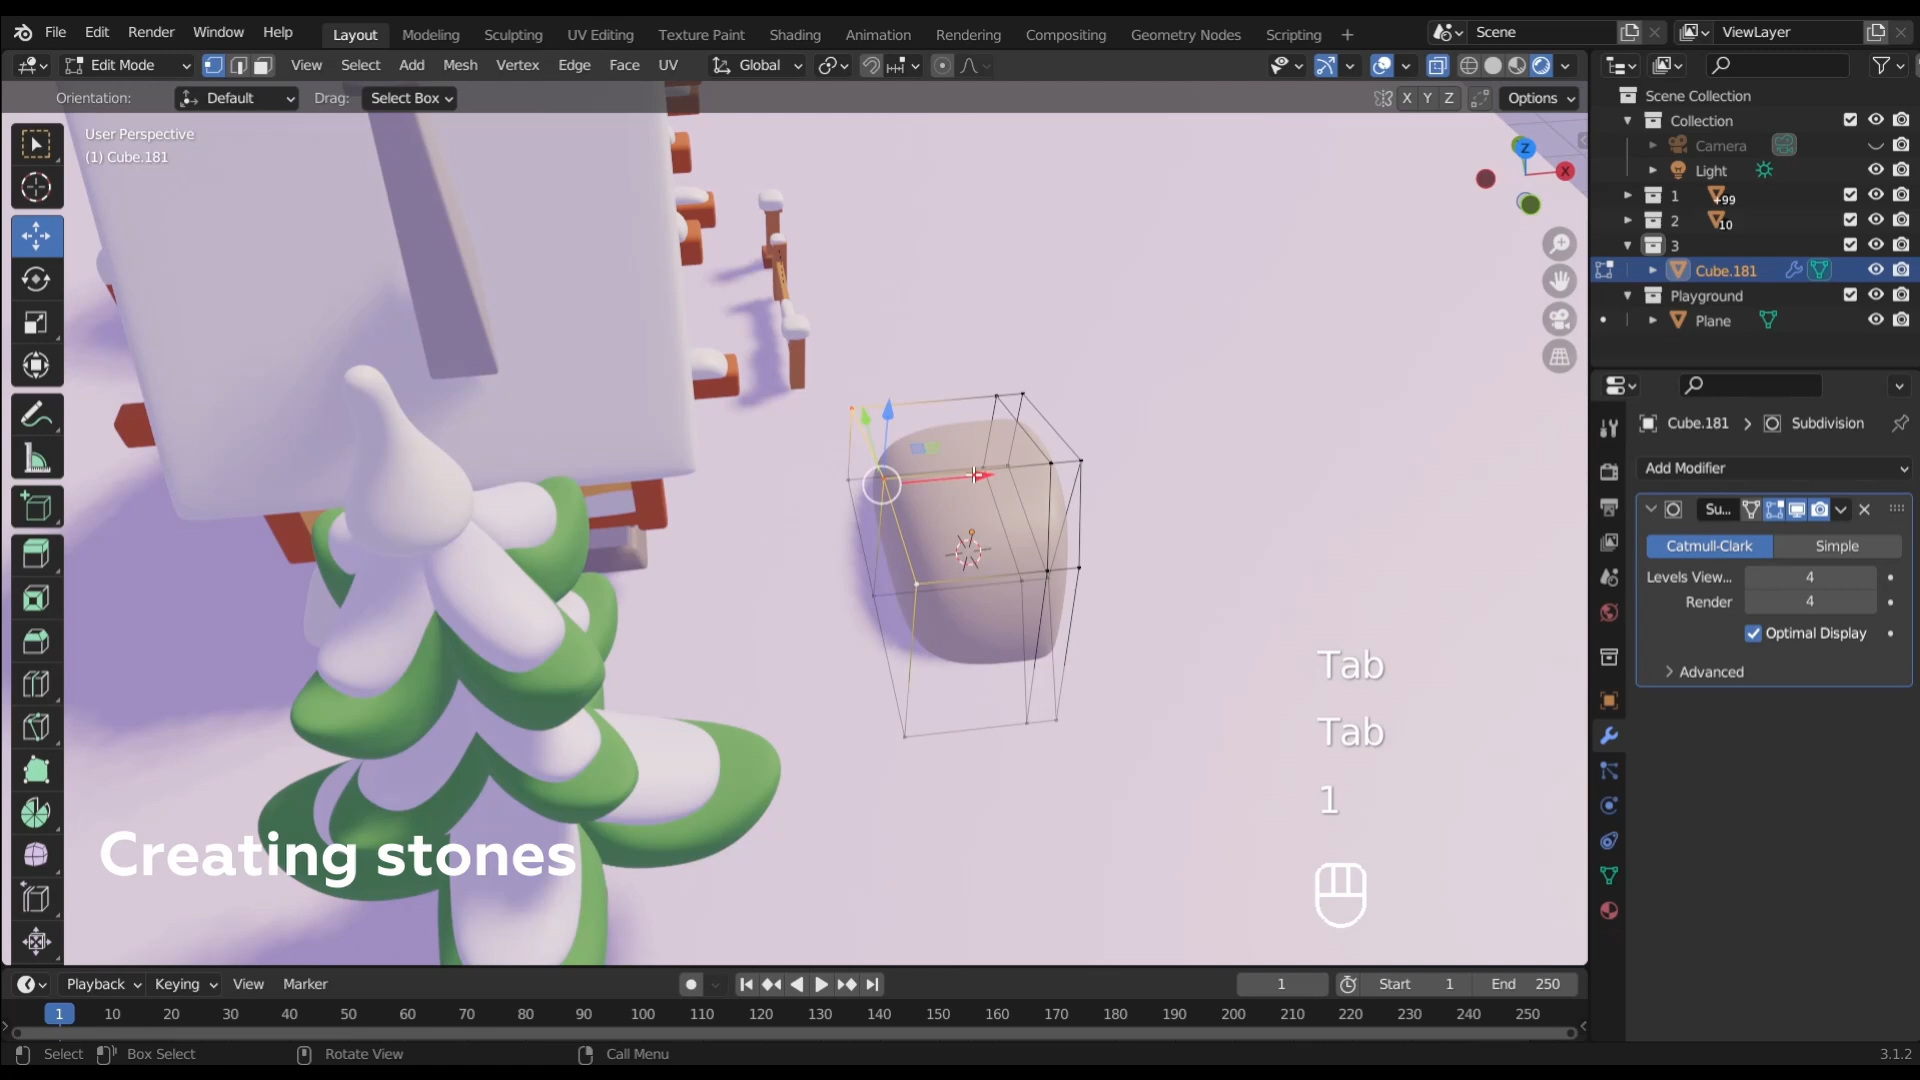 File Edit Render Window Help Layout Modeling Sculpting UV Editing Texture Paint Shading Animation Rendering Compositing Geometry Nodes Scripting + Scene ViewLayer
Edit Mode View Select Add Mesh Vertex Edge Face UV Global
Orientation: Default Drag: Select Box X Y Z Options
User Perspective
(1) Cube.181
Z
X
Scene Collection
Collection
Camera
Light
1 +99
2 10
3
Cube.181
Playground
Plane
Cube.181 > Subdivision
Add Modifier
Su...
Catmull-Clark Simple
Levels View... 4
Render 4
Optimal Display
Advanced
Tab
Tab
1
Creating stones
Playback Keying View Marker 1 Start 1 End 250
1 10 20 30 40 50 60 70 80 90 100 110 120 130 140 150 160 170 180 190 200 210 220 230 240 250
Select Box Select Rotate View Call Menu 3.1.2